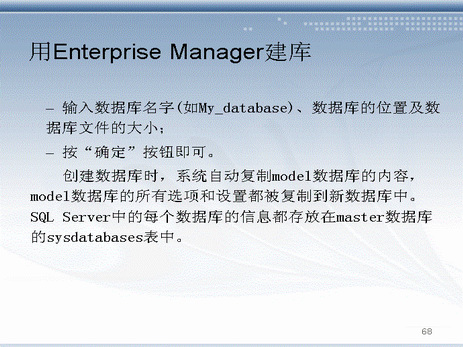 用Enterprise Manager建库
– 输入数据库名字(如My_database)、数据库的位置及数
据库文件的大小；
– 按“确定”按钮即可。
创建数据库时，系统自动复制model数据库的内容，
model数据库的所有选项和设置都被复制到新数据库中。
SQL Server中的每个数据库的信息都存放在master数据库
的sysdatabases表中。
68